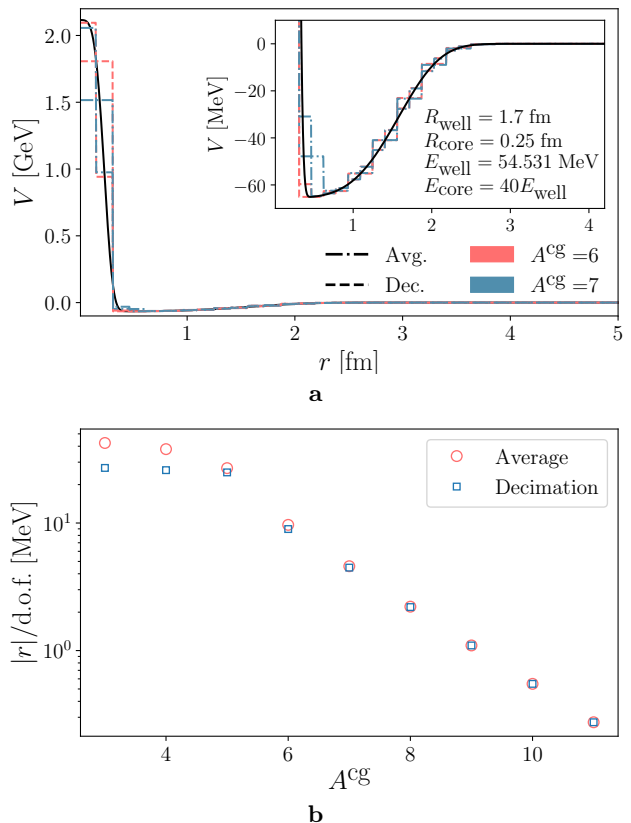 2.0
1.5
1.0
0.5
0.0
V [GeV]
0
−20
−40
−60
V [MeV]
R_well = 1.7 fm
R_core = 0.25 fm
E_well = 54.531 MeV
E_core = 40E_well
1 2 3 4
Avg. A^cg =6
Dec. A^cg =7
1 2 3 4 5
r [fm]
a
|r|/d.o.f. [MeV]
10^1
10^0
Average
Decimation
4 6 8 10
A^cg
b